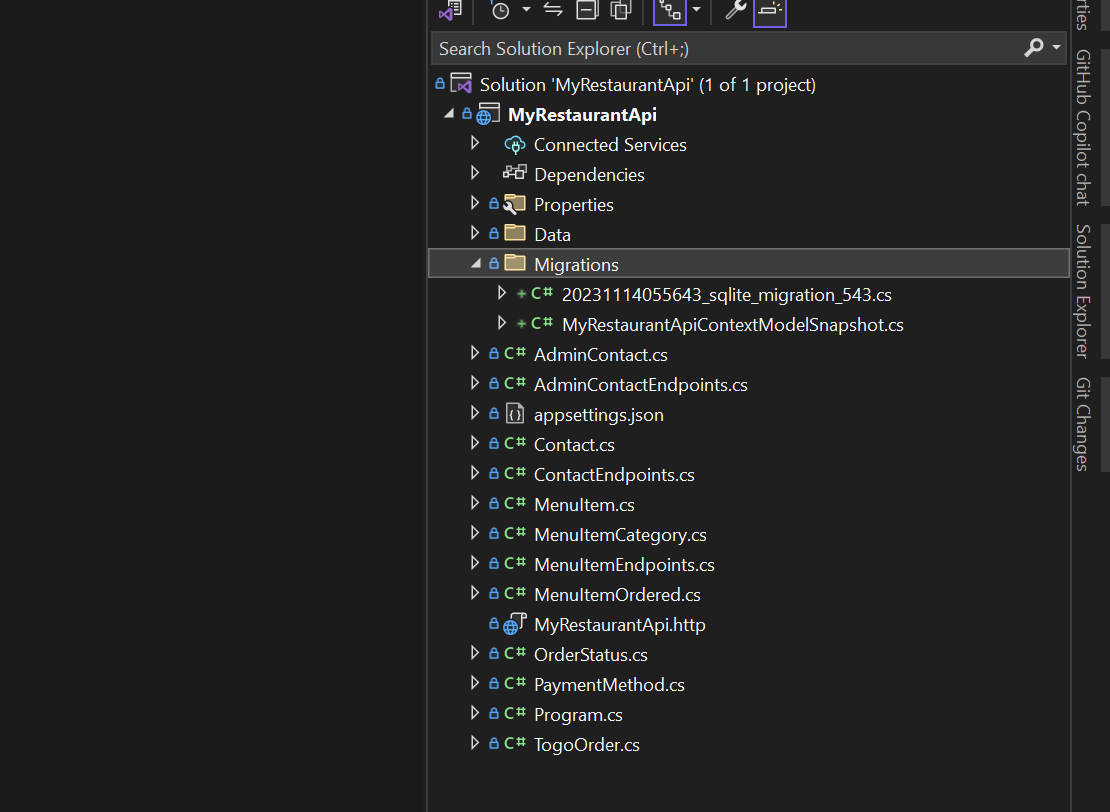 Search Solution Explorer (Ctrl+;)
Solution 'MyRestaurantApi' (1 of 1 project)
MyRestaurantApi
Connected Services
Dependencies
Properties
Data
Migrations
C# 20231114055643_sqlite_migration_543.cs
C# MyRestaurantApiContextModelSnapshot.cs
C# AdminContact.cs
C# AdminContactEndpoints.cs
appsettings.json
C# Contact.cs
C# ContactEndpoints.cs
C# MenuItem.cs
C# MenuItemCategory.cs
C# MenuItemEndpoints.cs
C# MenuItemOrdered.cs
MyRestaurantApi.http
C# OrderStatus.cs
C# PaymentMethod.cs
C# Program.cs
C# TogoOrder.cs
rties
GitHub Copilot chat
Solution Explorer
Git Changes